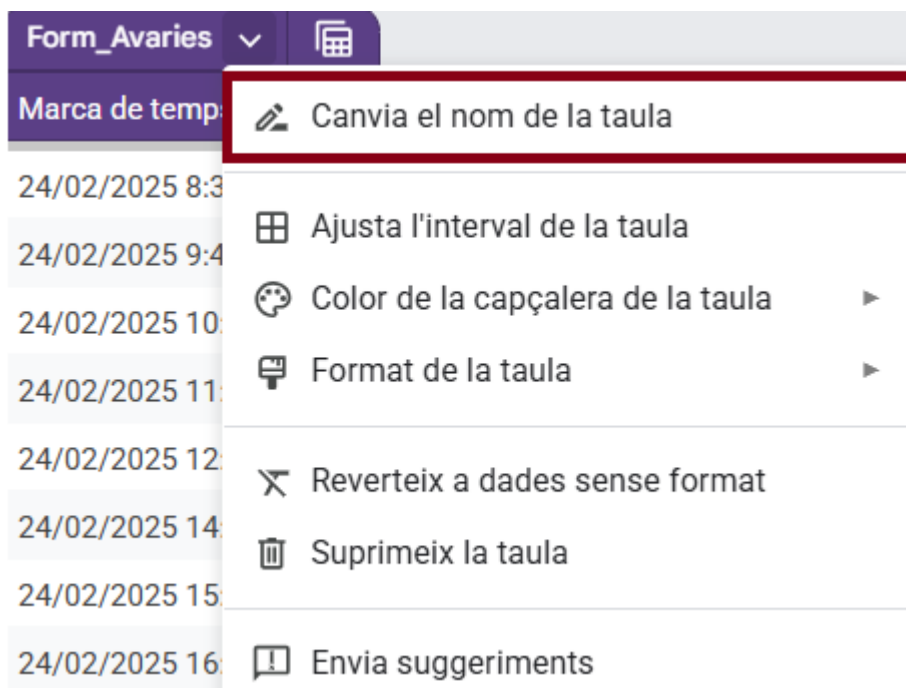 Form_Avaries
Marca de temp
Canvia el nom de la taula
24/02/2025 8:3
Ajusta l'interval de la taula
24/02/2025 9:4
Color de la capçalera de la taula
24/02/2025 10:
Format de la taula
24/02/2025 11:
24/02/2025 12:
Reverteix a dades sense format
24/02/2025 14:
Suprimeix la taula
24/02/2025 15:
24/02/2025 16:
Envia suggeriments